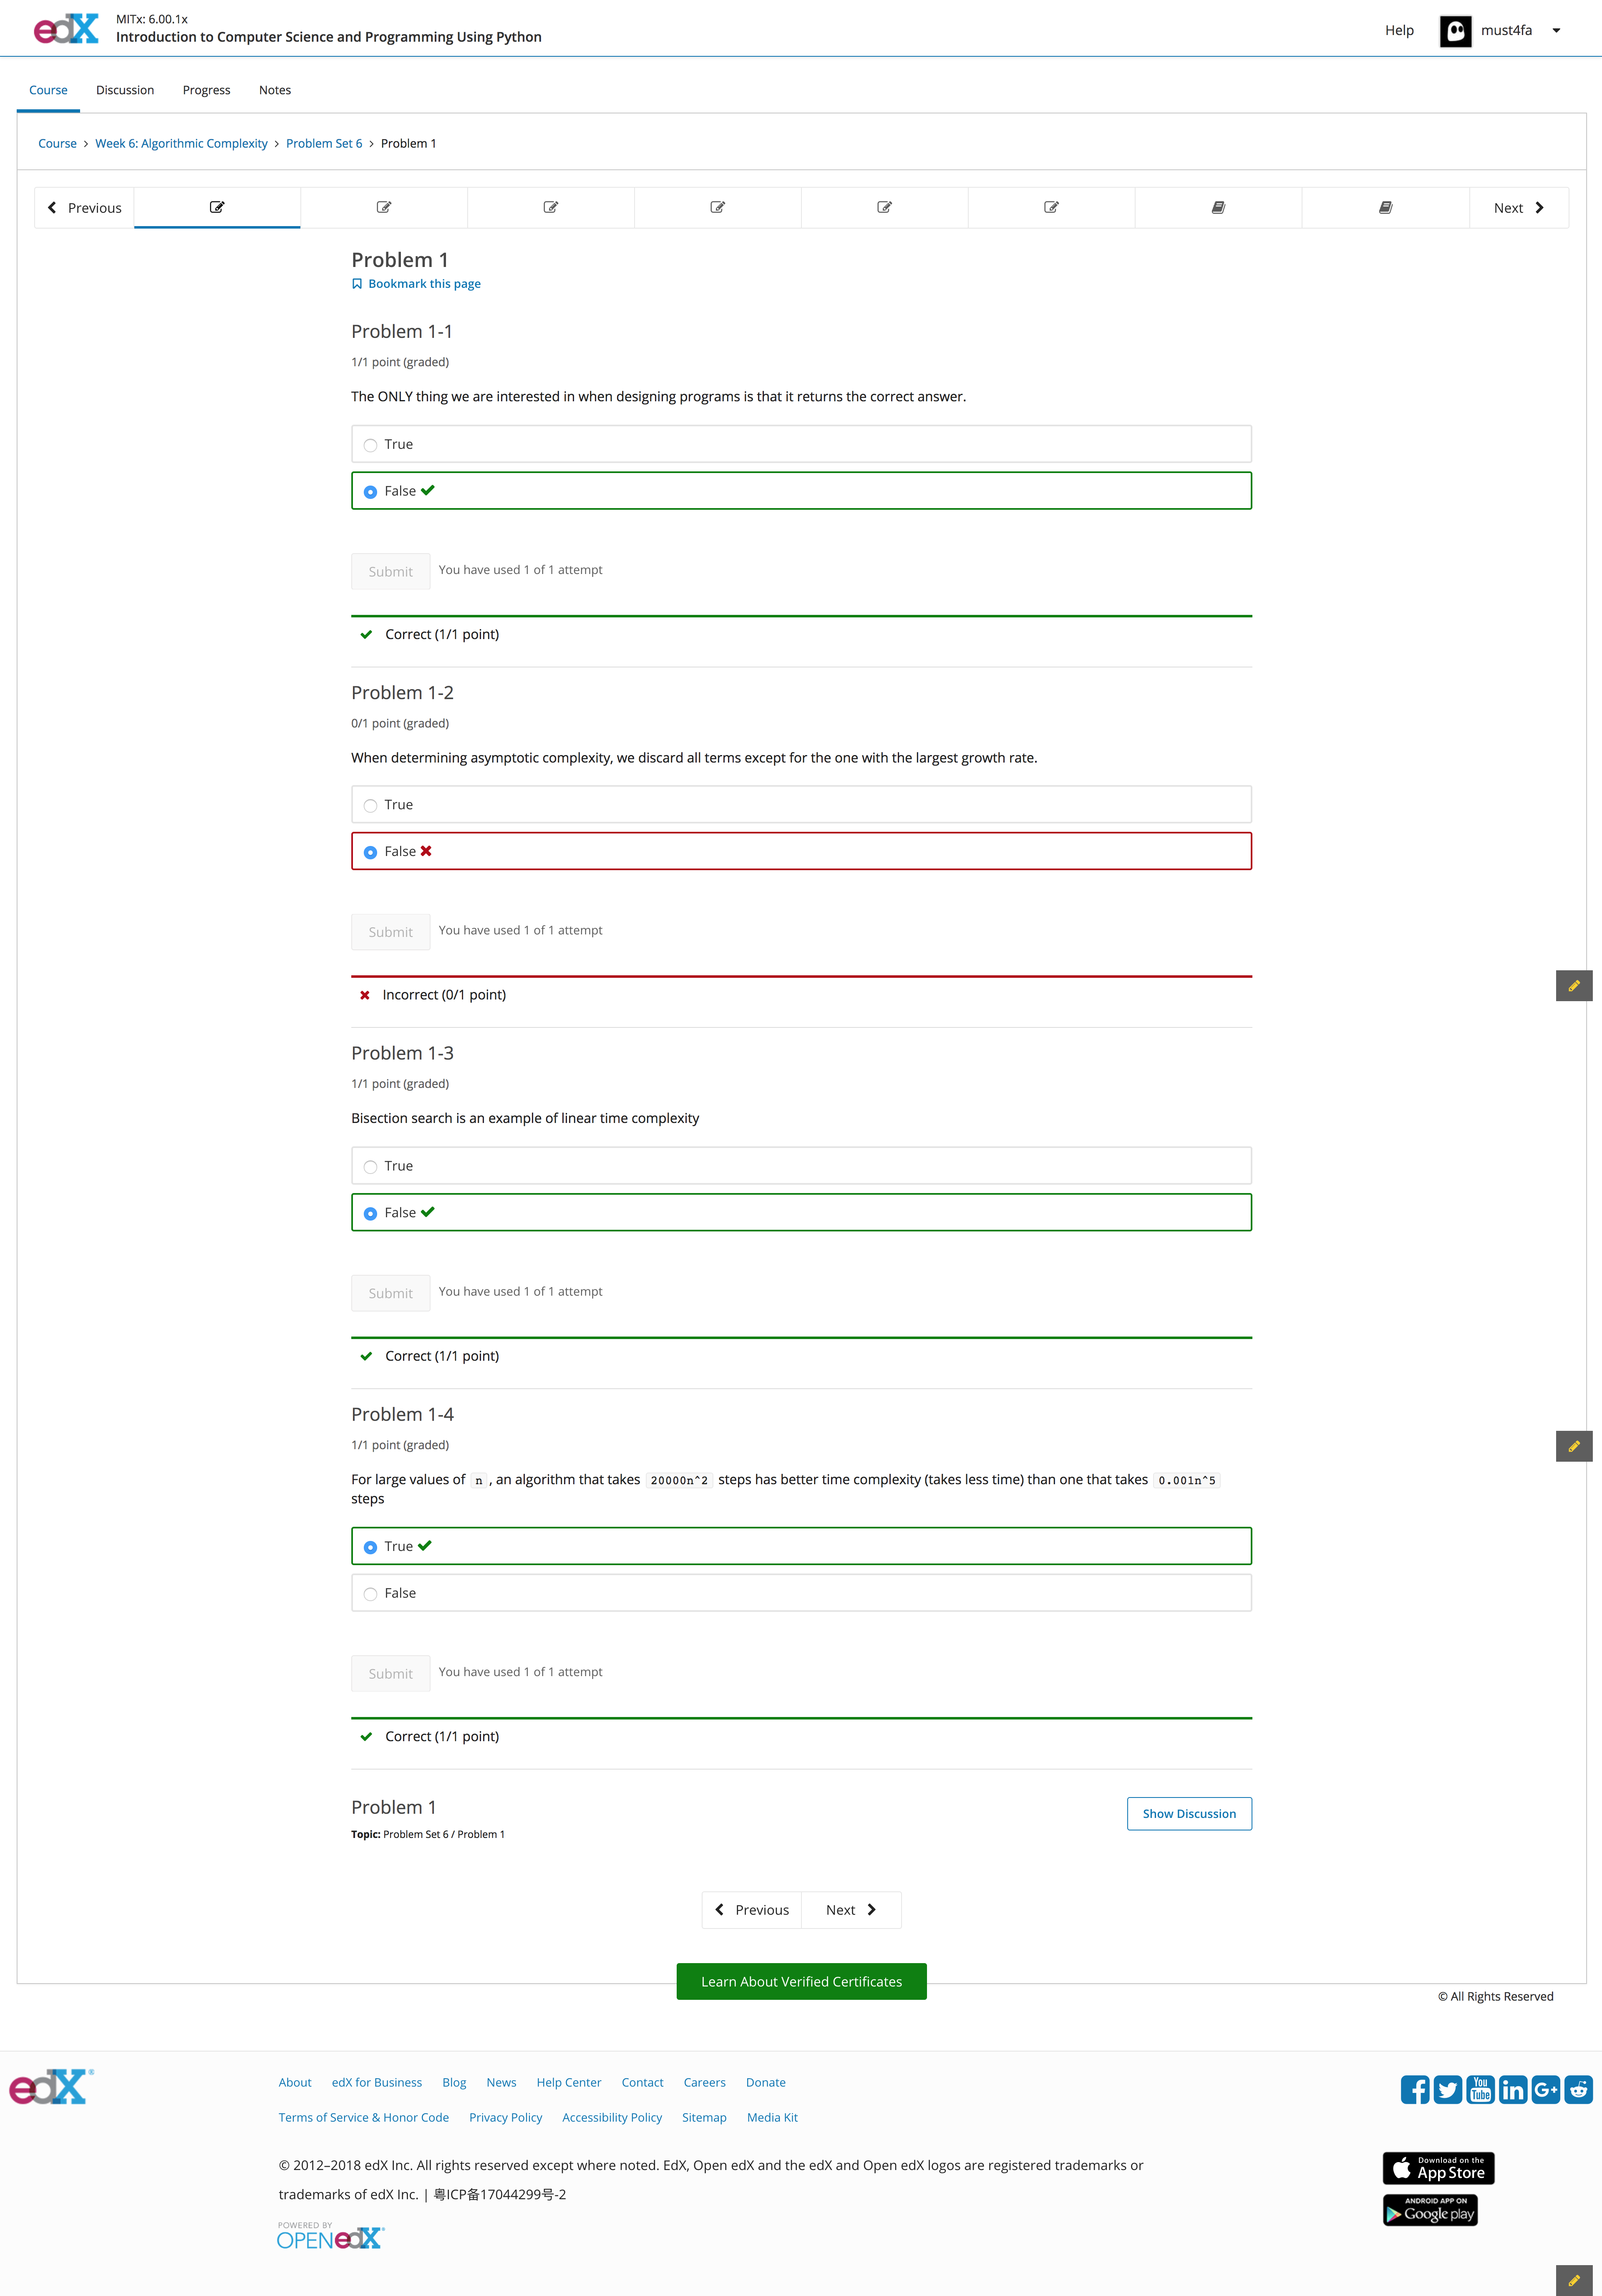 edX
MITx: 6.00.1x
Introduction to Computer Science and Programming Using Python
Help
must4fa
Course
Discussion
Progress
Notes
Course > Week 6: Algorithmic Complexity > Problem Set 6 > Problem 1
Previous
Next
Problem 1
Bookmark this page
Problem 1-1
1/1 point (graded)
The ONLY thing we are interested in when designing programs is that it returns the correct answer.
True
False
Submit
You have used 1 of 1 attempt
Correct (1/1 point)
Problem 1-2
0/1 point (graded)
When determining asymptotic complexity, we discard all terms except for the one with the largest growth rate.
True
False
Submit
You have used 1 of 1 attempt
Incorrect (0/1 point)
Problem 1-3
1/1 point (graded)
Bisection search is an example of linear time complexity
True
False
Submit
You have used 1 of 1 attempt
Correct (1/1 point)
Problem 1-4
1/1 point (graded)
For large values of n , an algorithm that takes 20000n^2 steps has better time complexity (takes less time) than one that takes 0.001n^5
steps
True
False
Submit
You have used 1 of 1 attempt
Correct (1/1 point)
Problem 1
Show Discussion
Topic: Problem Set 6 / Problem 1
Previous
Next
Learn About Verified Certificates
© All Rights Reserved
edX
About edX for Business Blog News Help Center Contact Careers Donate
You Tube in G+
Terms of Service & Honor Code Privacy Policy Accessibility Policy Sitemap Media Kit
© 2012–2018 edX Inc. All rights reserved except where noted. EdX, Open edX and the edX and Open edX logos are registered trademarks or
trademarks of edX Inc. | 粤ICP备17044299号-2
Download on the
App Store
ANDROID APP ON
Google play
POWERED BY
OPEN edX